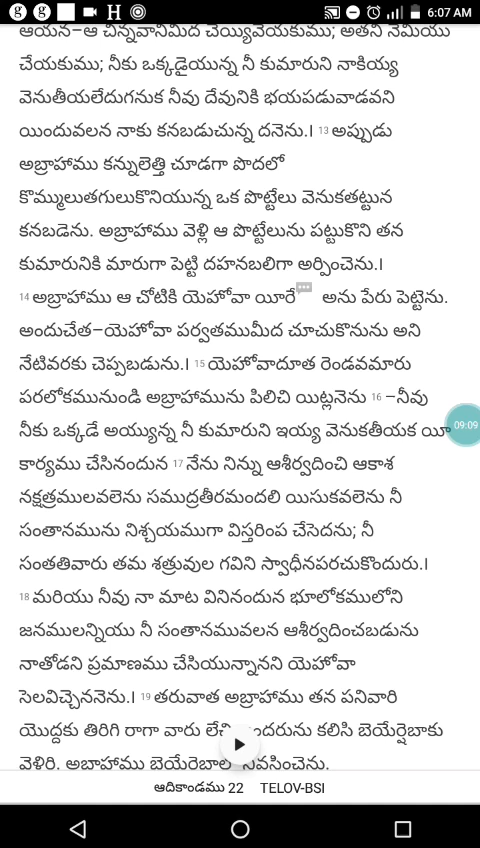 6:07 AM
ఆయన–ఆ చిన్నవానిమీద చెయ్యివేయకుము; అతని నేమియు
చేయకుము; నీకు ఒక్కడైయున్న నీ కుమారుని నాకియ్య
వెనుతీయలేదుగనుక నీవు దేవునికి భయపడువాడవని
యిందువలన నాకు కనబడుచున్న దనెను.| 13 అప్పుడు
అబ్రాహాము కన్నులెత్తి చూడగా పొదలో
కొమ్ములుతగులుకొనియున్న ఒక పొట్టేలు వెనుకతట్టున
కనబడెను. అబ్రాహాము వెళ్లి ఆ పొట్టేలును పట్టుకొని తన
కుమారునికి మారుగా పెట్టి దహనబలిగా అర్పించెను.|
14 అబ్రాహాము ఆ చోటికి యెహోవా యీరే అను పేరు పెట్టెను.
అందుచేత–యెహోవా పర్వతముమీద చూచుకొనును అని
నేటివరకు చెప్పబడును.| 15 యెహోవాదూత రెండవమారు
పరలోకమునుండి అబ్రాహామును పిలిచి యిట్లనెను 16 –నీవు
నీకు ఒక్కడే అయ్యున్న నీ కుమారుని ఇయ్య వెనుకతీయక యీ
09:09
కార్యము చేసినందున 17 నేను నిన్ను ఆశీర్వదించి ఆకాశ
నక్షత్రములవలెను సముద్రతీరమందలి యిసుకవలెను నీ
సంతానమును నిశ్చయముగా విస్తరింప చేసెదను; నీ
సంతతివారు తమ శత్రువుల గవిని స్వాధీనపరచుకొందురు.|
18 మరియు నీవు నా మాట వినినందున భూలోకములోని
జనములన్నియు నీ సంతానమువలన ఆశీర్వదించబడును
నాతోడని ప్రమాణము చేసియున్నానని యెహోవా
సెలవిచ్చెననెను.| 19 తరువాత అబ్రాహాము తన పనివారి
యొద్దకు తిరిగి రాగా వారు కలిసి బెయేర్షెబాకు
వెళ్లిరి. అబ్రాహాము
ఆదికాండము 22 TELOV-BSI